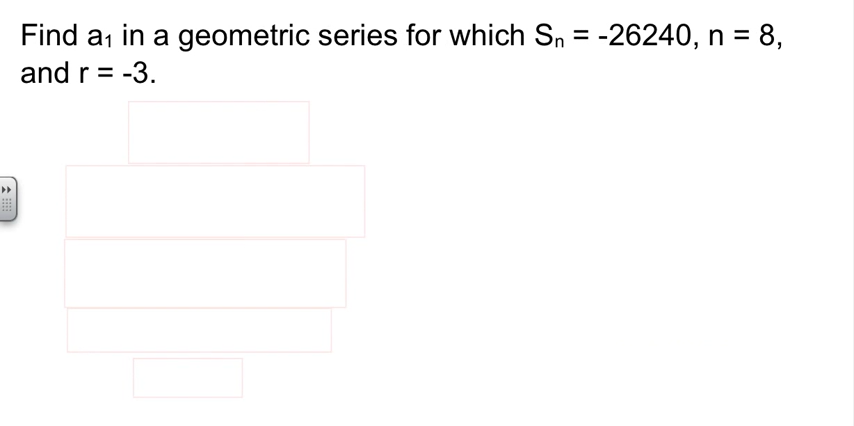 Find a₁ in a geometric series for which Sₙ = -26240, n = 8,
and r = -3.